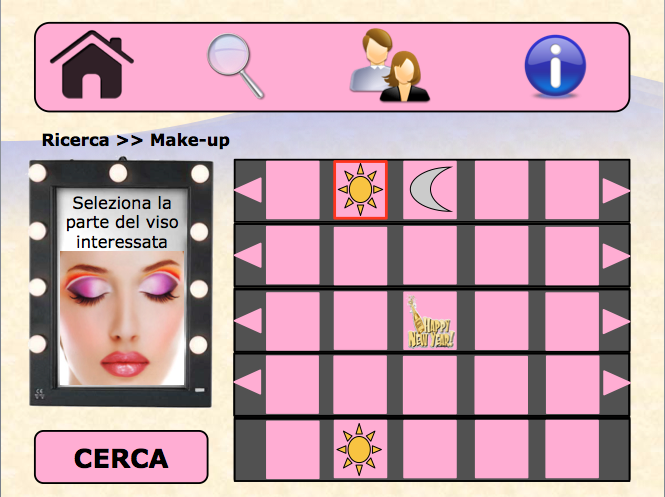 Ricerca >> Make-up
Seleziona la
parte del viso
interessata
HAPPY
NEW YEAR!
CERCA